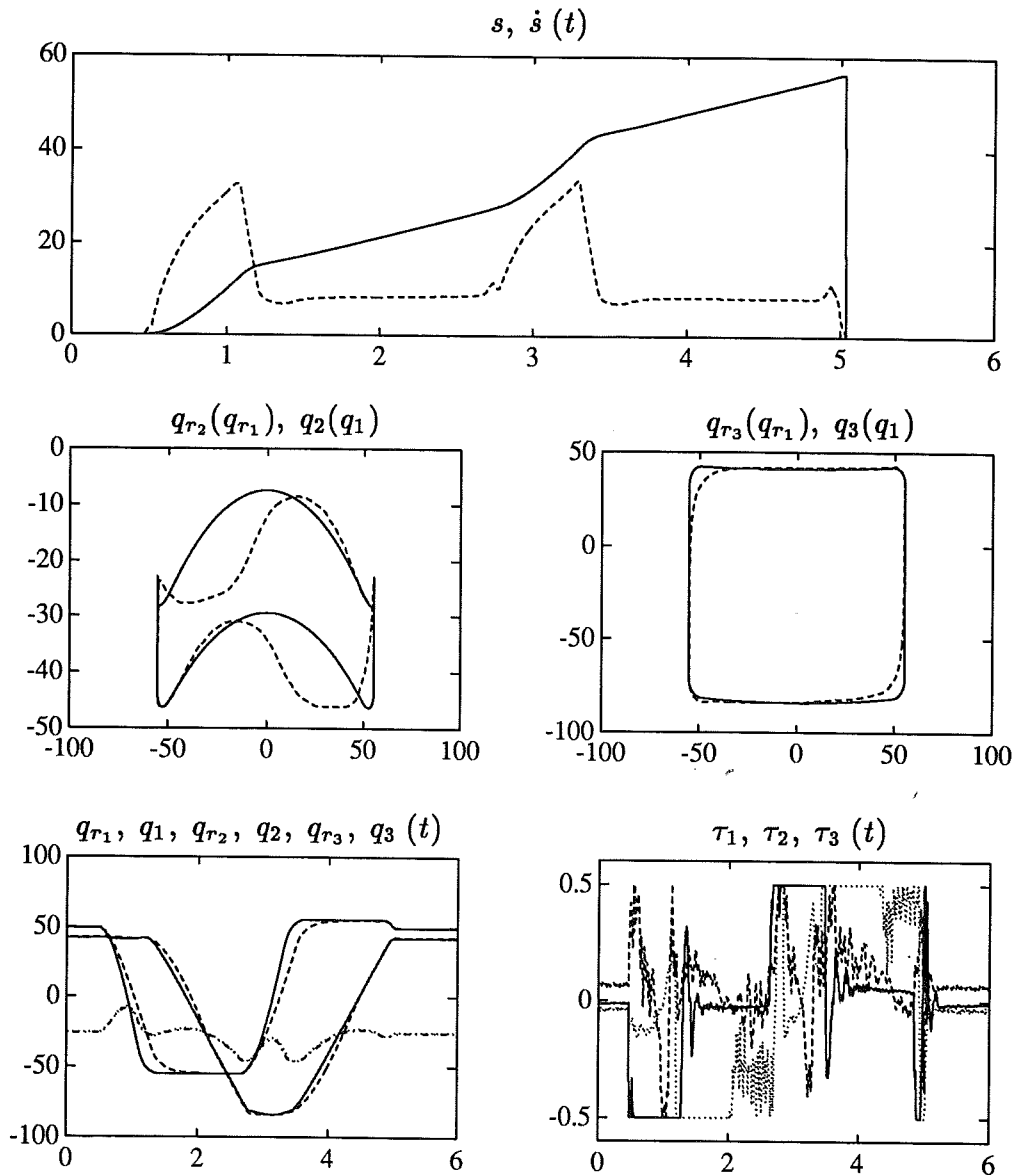 s, ṡ (t)
60
40
20
0
0 1 2 3 4 5 6
q_{r_2}(q_{r_1}), q_2(q_1)
0
-10
-20
-30
-40
-50
-100 -50 0 50 100
q_{r_3}(q_{r_1}), q_3(q_1)
50
0
-50
-100
-100 -50 0 50 100
q_{r_1}, q_1, q_{r_2}, q_2, q_{r_3}, q_3 (t)
100
50
0
-50
-100
0 2 4 6
τ_1, τ_2, τ_3 (t)
0.5
0
-0.5
0 2 4 6